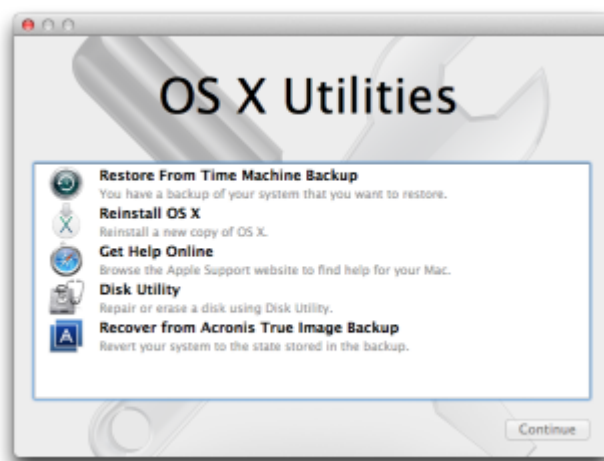 OS X Utilities
Restore From Time Machine Backup
You have a backup of your system that you want to restore.
Reinstall OS X
Reinstall a new copy of OS X.
Get Help Online
Browse the Apple Support website to find help for your Mac.
Disk Utility
Repair or erase a disk using Disk Utility.
Recover from Acronis True Image Backup
Revert your system to the state stored in the backup.
Continue